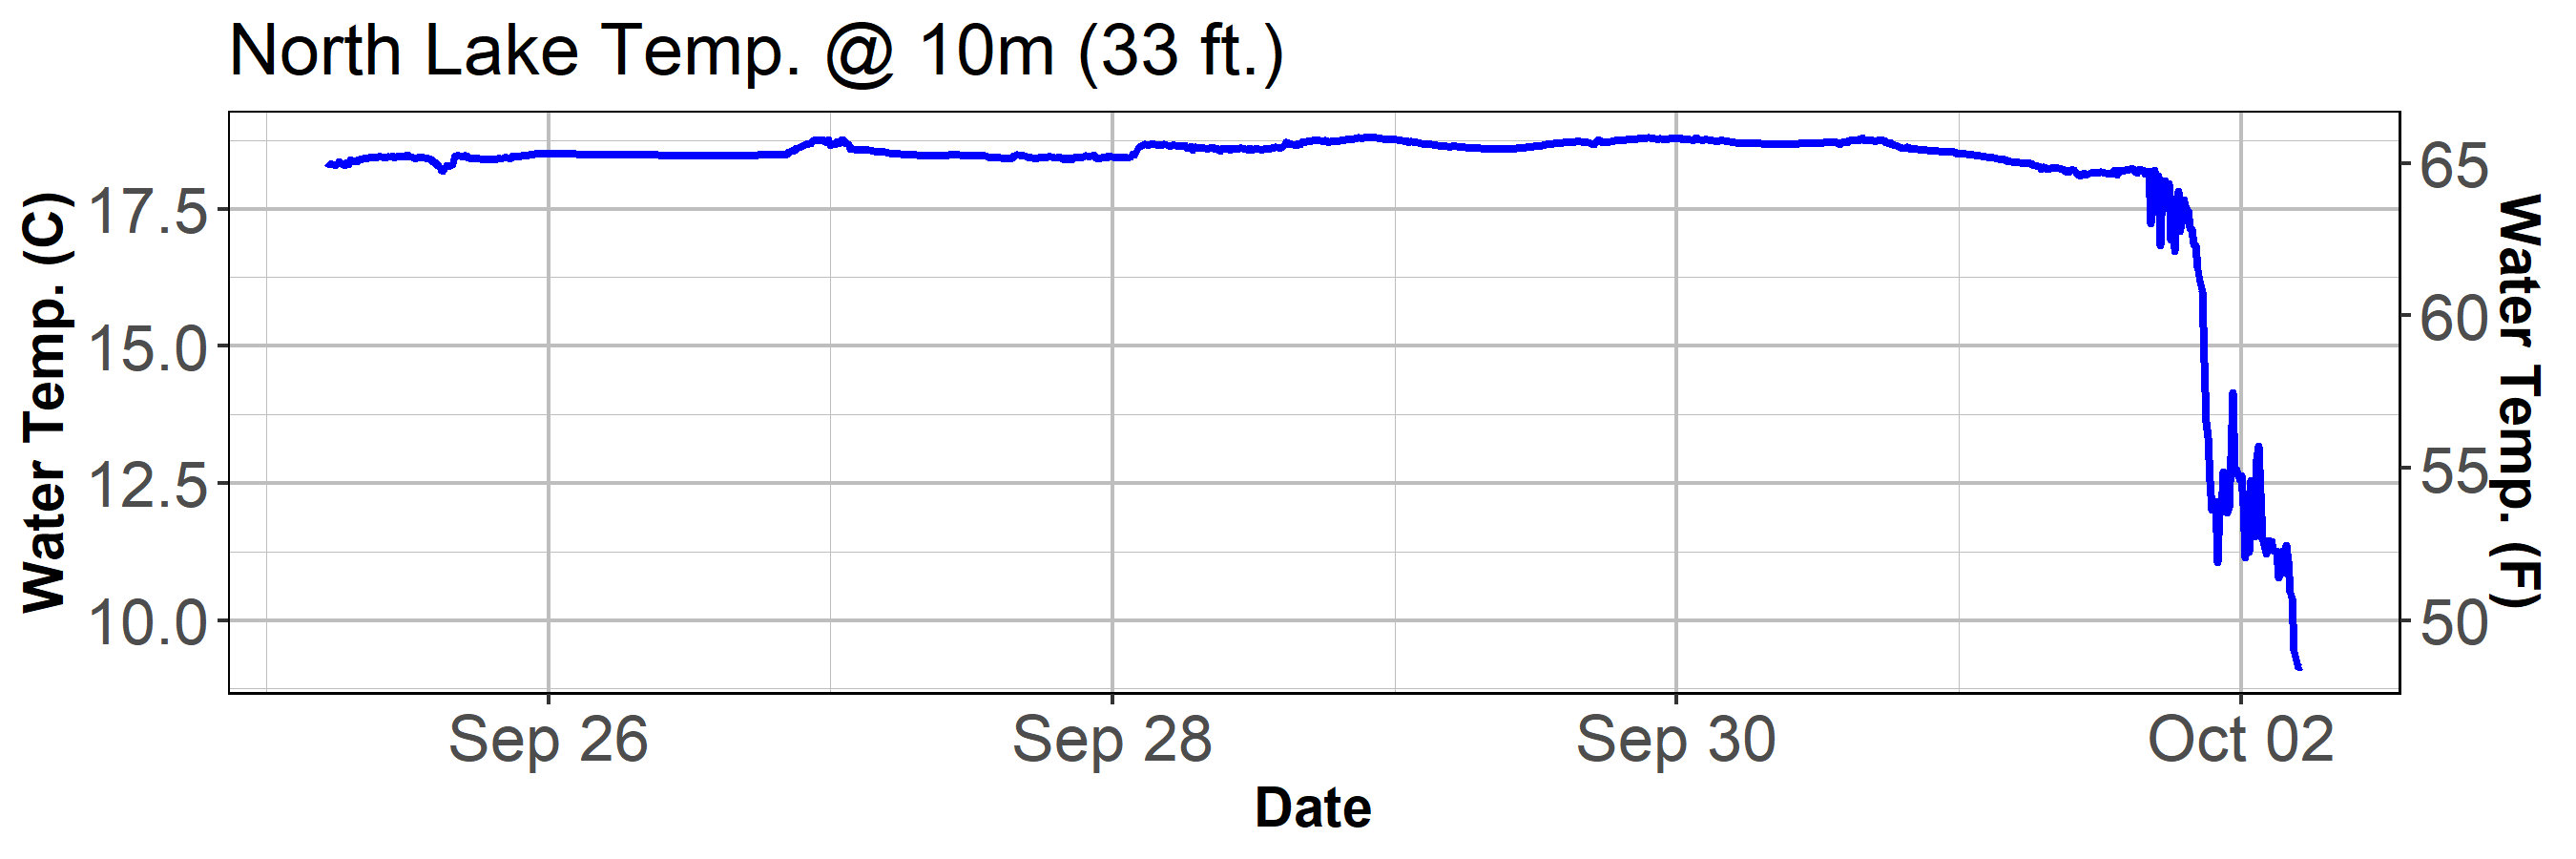 North Lake Temp. @ 10m (33 ft.)
Water Temp. (C)
17.5
15.0
12.5
10.0
65
60
55
50
Water Temp. (F)
Sep 26 Sep 28 Sep 30 Oct 02
Date